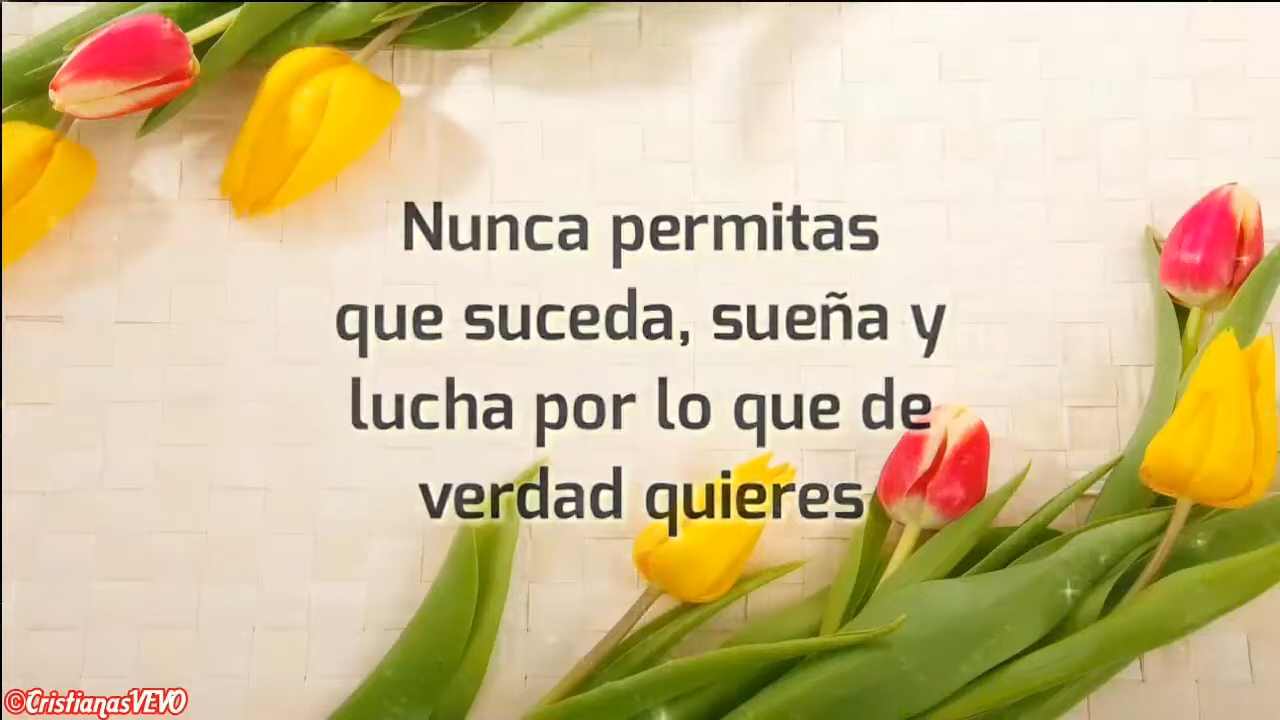 Nunca permitas
que suceda, sueña y
lucha por lo que de
verdad quieres
©CristianasVEVO